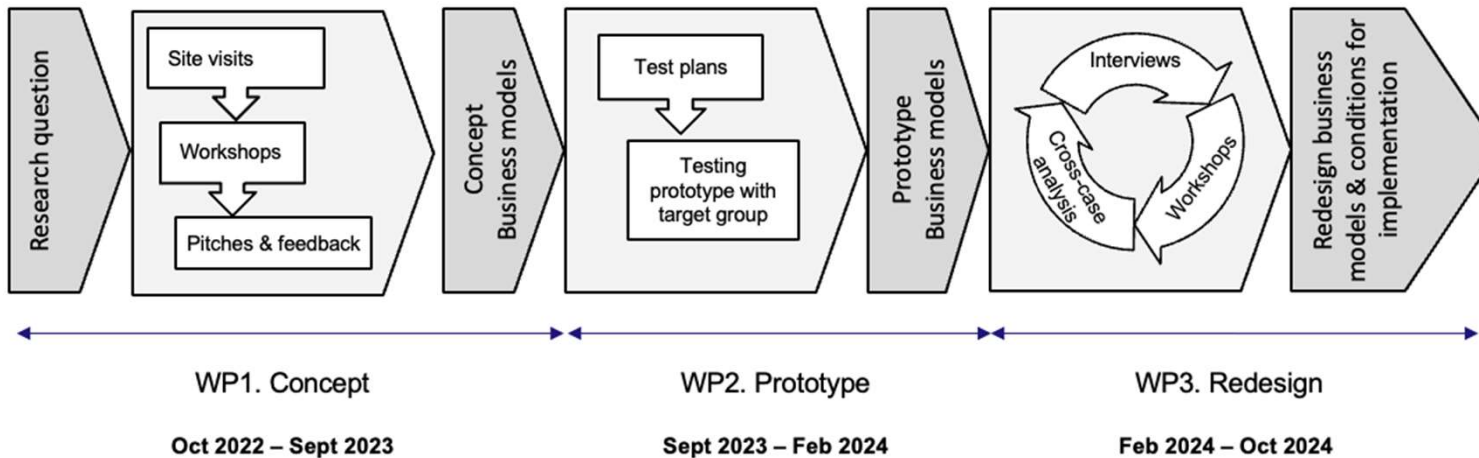 Research question
Site visits
Workshops
Pitches & feedback
Concept
Business models
Test plans
Testing
prototype with
target group
Prototype
Business models
Interviews
Workshops
Cross-case
analysis
Redesign business
models & conditions for
implementation
WP1. Concept
WP2. Prototype
WP3. Redesign
Oct 2022 – Sept 2023
Sept 2023 – Feb 2024
Feb 2024 – Oct 2024